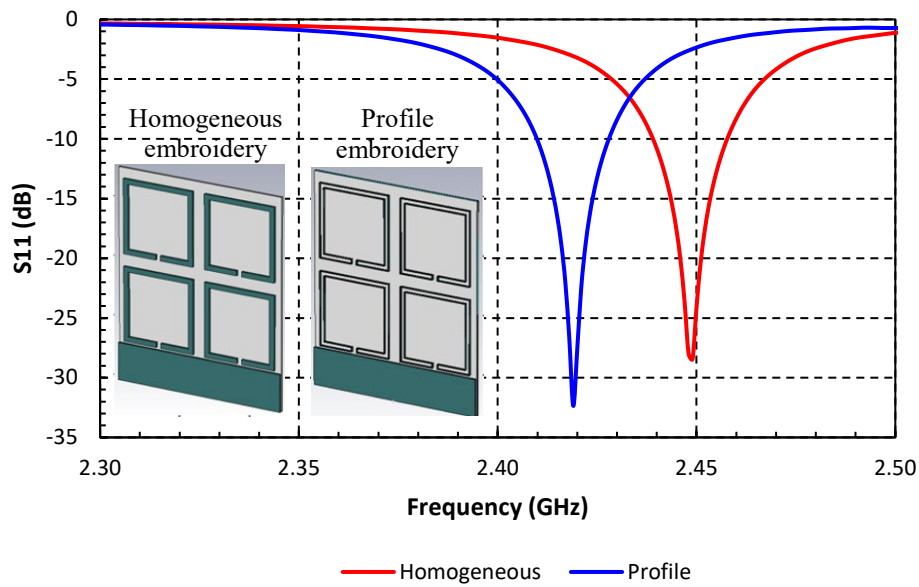 0
-5
-10
-15
-20
-25
-30
-35
S11 (dB)
Homogeneous
embroidery
Profile
embroidery
2.30
2.35
2.40
2.45
2.50
Frequency (GHz)
Homogeneous
Profile